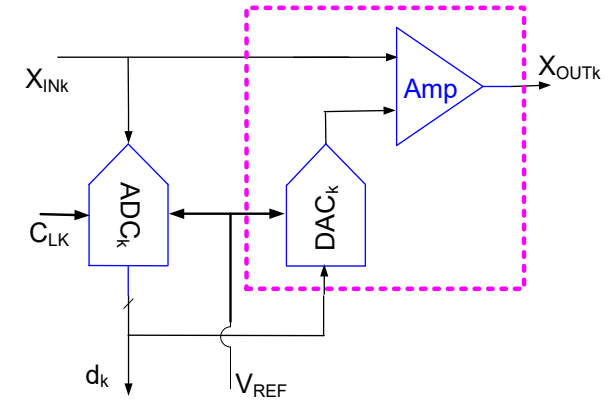 X_INk
Amp
X_OUTk
ADC_k
DAC_k
C_LK
d_k
V_REF